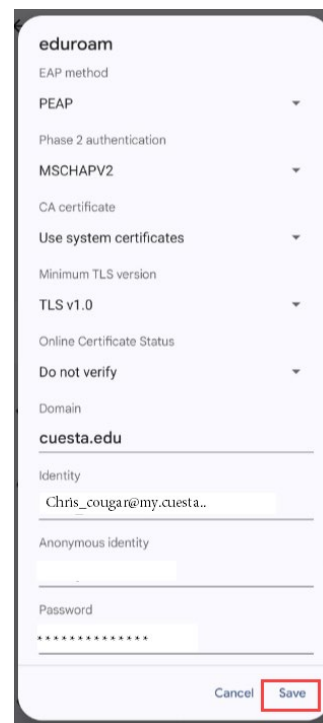 eduroam
EAP method
PEAP
Phase 2 authentication
MSCHAPV2
CA certificate
Use system certificates
Minimum TLS version
TLS v1.0
Online Certificate Status
Do not verify
Domain
cuesta.edu
Identity
Chris_cougar@my.cuesta..
Anonymous identity
Password
**************
Cancel Save